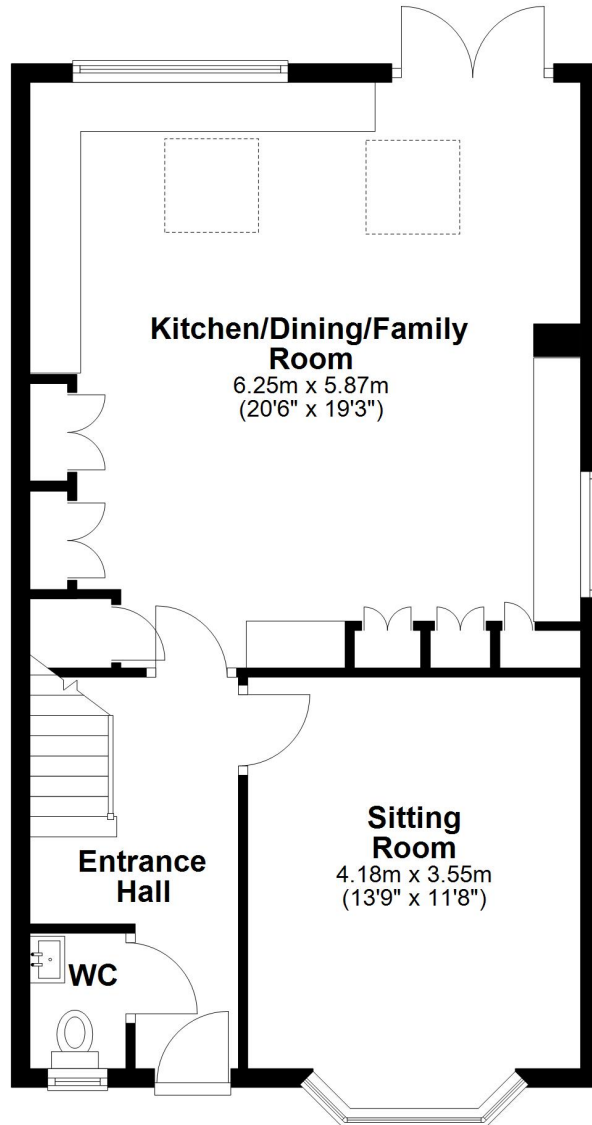 Kitchen/Dining/Family
Room
6.25m x 5.87m
(20'6" x 19'3")
Sitting
Room
4.18m x 3.55m
(13'9" x 11'8")
Entrance
Hall
WC